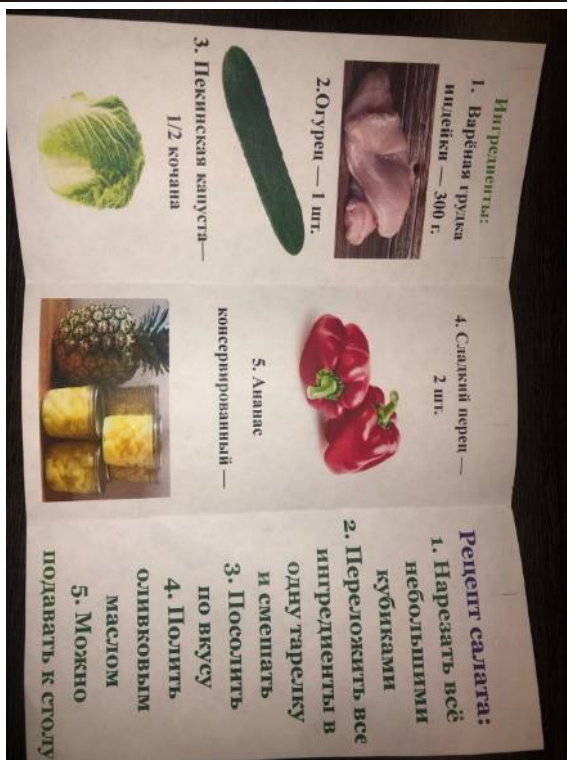 Ингредиенты:
1. Варёная грудка
индейки — 300 г.
2.Огурец — 1 шт.
3. Пекинская капуста—
1/2 кочана
4. Сладкий перец —
2 шт.
5. Ананас
консервированный —
Рецепт салата:
1. Нарезать всё
небольшими
кубиками
2. Переложить все
ингредиенты в
одну тарелку
и смешать
3. Посолить
по вкусу
4. Полить
оливковым
маслом
5. Можно
подавать к столу